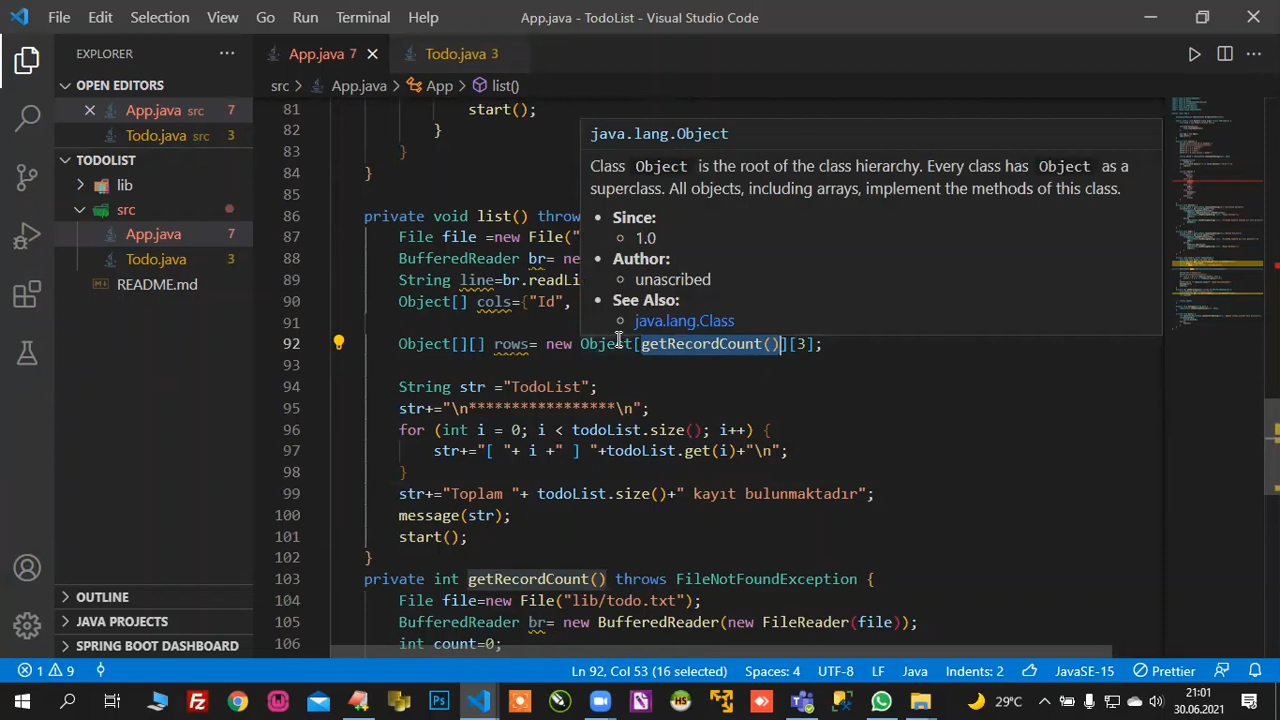 File Edit Selection View Go Run Terminal Help
App.java - TodoList - Visual Studio Code
EXPLORER
OPEN EDITORS
App.java src 7
Todo.java src 3
TODOLIST
lib
src
App.java 7
Todo.java 3
README.md
OUTLINE
JAVA PROJECTS
SPRING BOOT DASHBOARD
App.java 7
Todo.java 3
src > App.java > App > list()
81 start();
82 }
83 }
84 }
85
86 private void list() throws
87 File file =new File("
88 BufferedReader br= ne
89 String line=br.readLi
90 Object[] cols={"Id",
91
92 Object[][] rows= new Object[getRecordCount()][3];
93
94 String str ="TodoList";
95 str+="\n*****************\n";
96 for (int i = 0; i < todoList.size(); i++) {
97 str+="[ "+ i +" ] "+todoList.get(i)+"\n";
98 }
99 str+="Toplam "+ todoList.size()+" kayıt bulunmaktadır";
100 message(str);
101 start();
102 }
103 private int getRecordCount() throws FileNotFoundException {
104 File file=new File("lib/todo.txt");
105 BufferedReader br= new BufferedReader(new FileReader(file));
106 int count=0;
java.lang.Object
Class Object is the root of the class hierarchy. Every class has Object as a
superclass. All objects, including arrays, implement the methods of this class.
• Since:
1.0
• Author:
unascribed
• See Also:
java.lang.Class
1 9
Ln 92, Col 53 (16 selected) Spaces: 4 UTF-8 LF Java Indents: 2 JavaSE-15 Prettier
29°C
21:01
30.06.2021